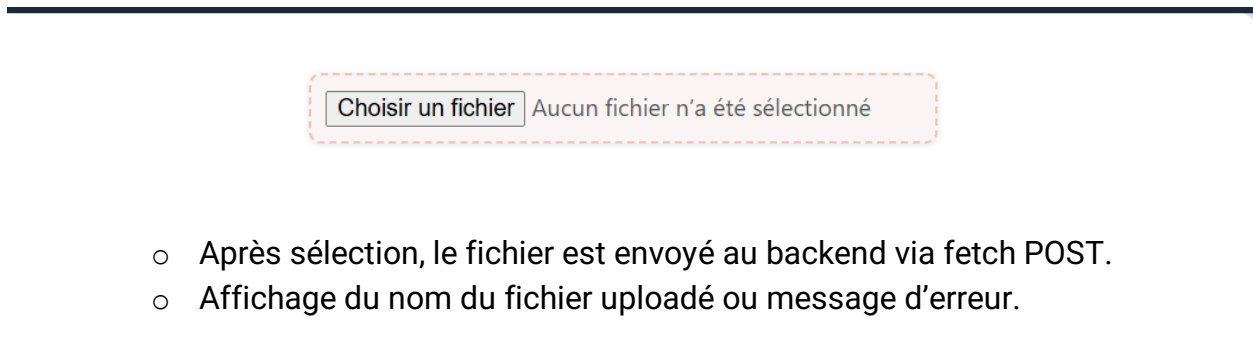 Choisir un fichier Aucun fichier n’a été sélectionné
o Après sélection, le fichier est envoyé au backend via fetch POST.
o Affichage du nom du fichier uploadé ou message d’erreur.